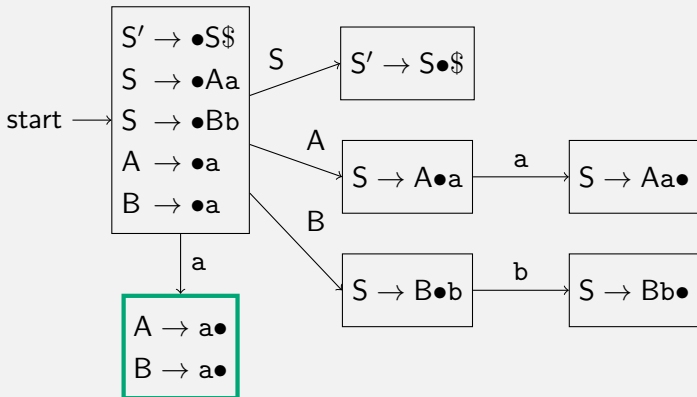 S′ → •S$
S → •Aa
S → •Bb
A → •a
B → •a
start
S
S′ → S•$
A
S → A•a
a
S → Aa•
B
S → B•b
b
S → Bb•
a
A → a•
B → a•